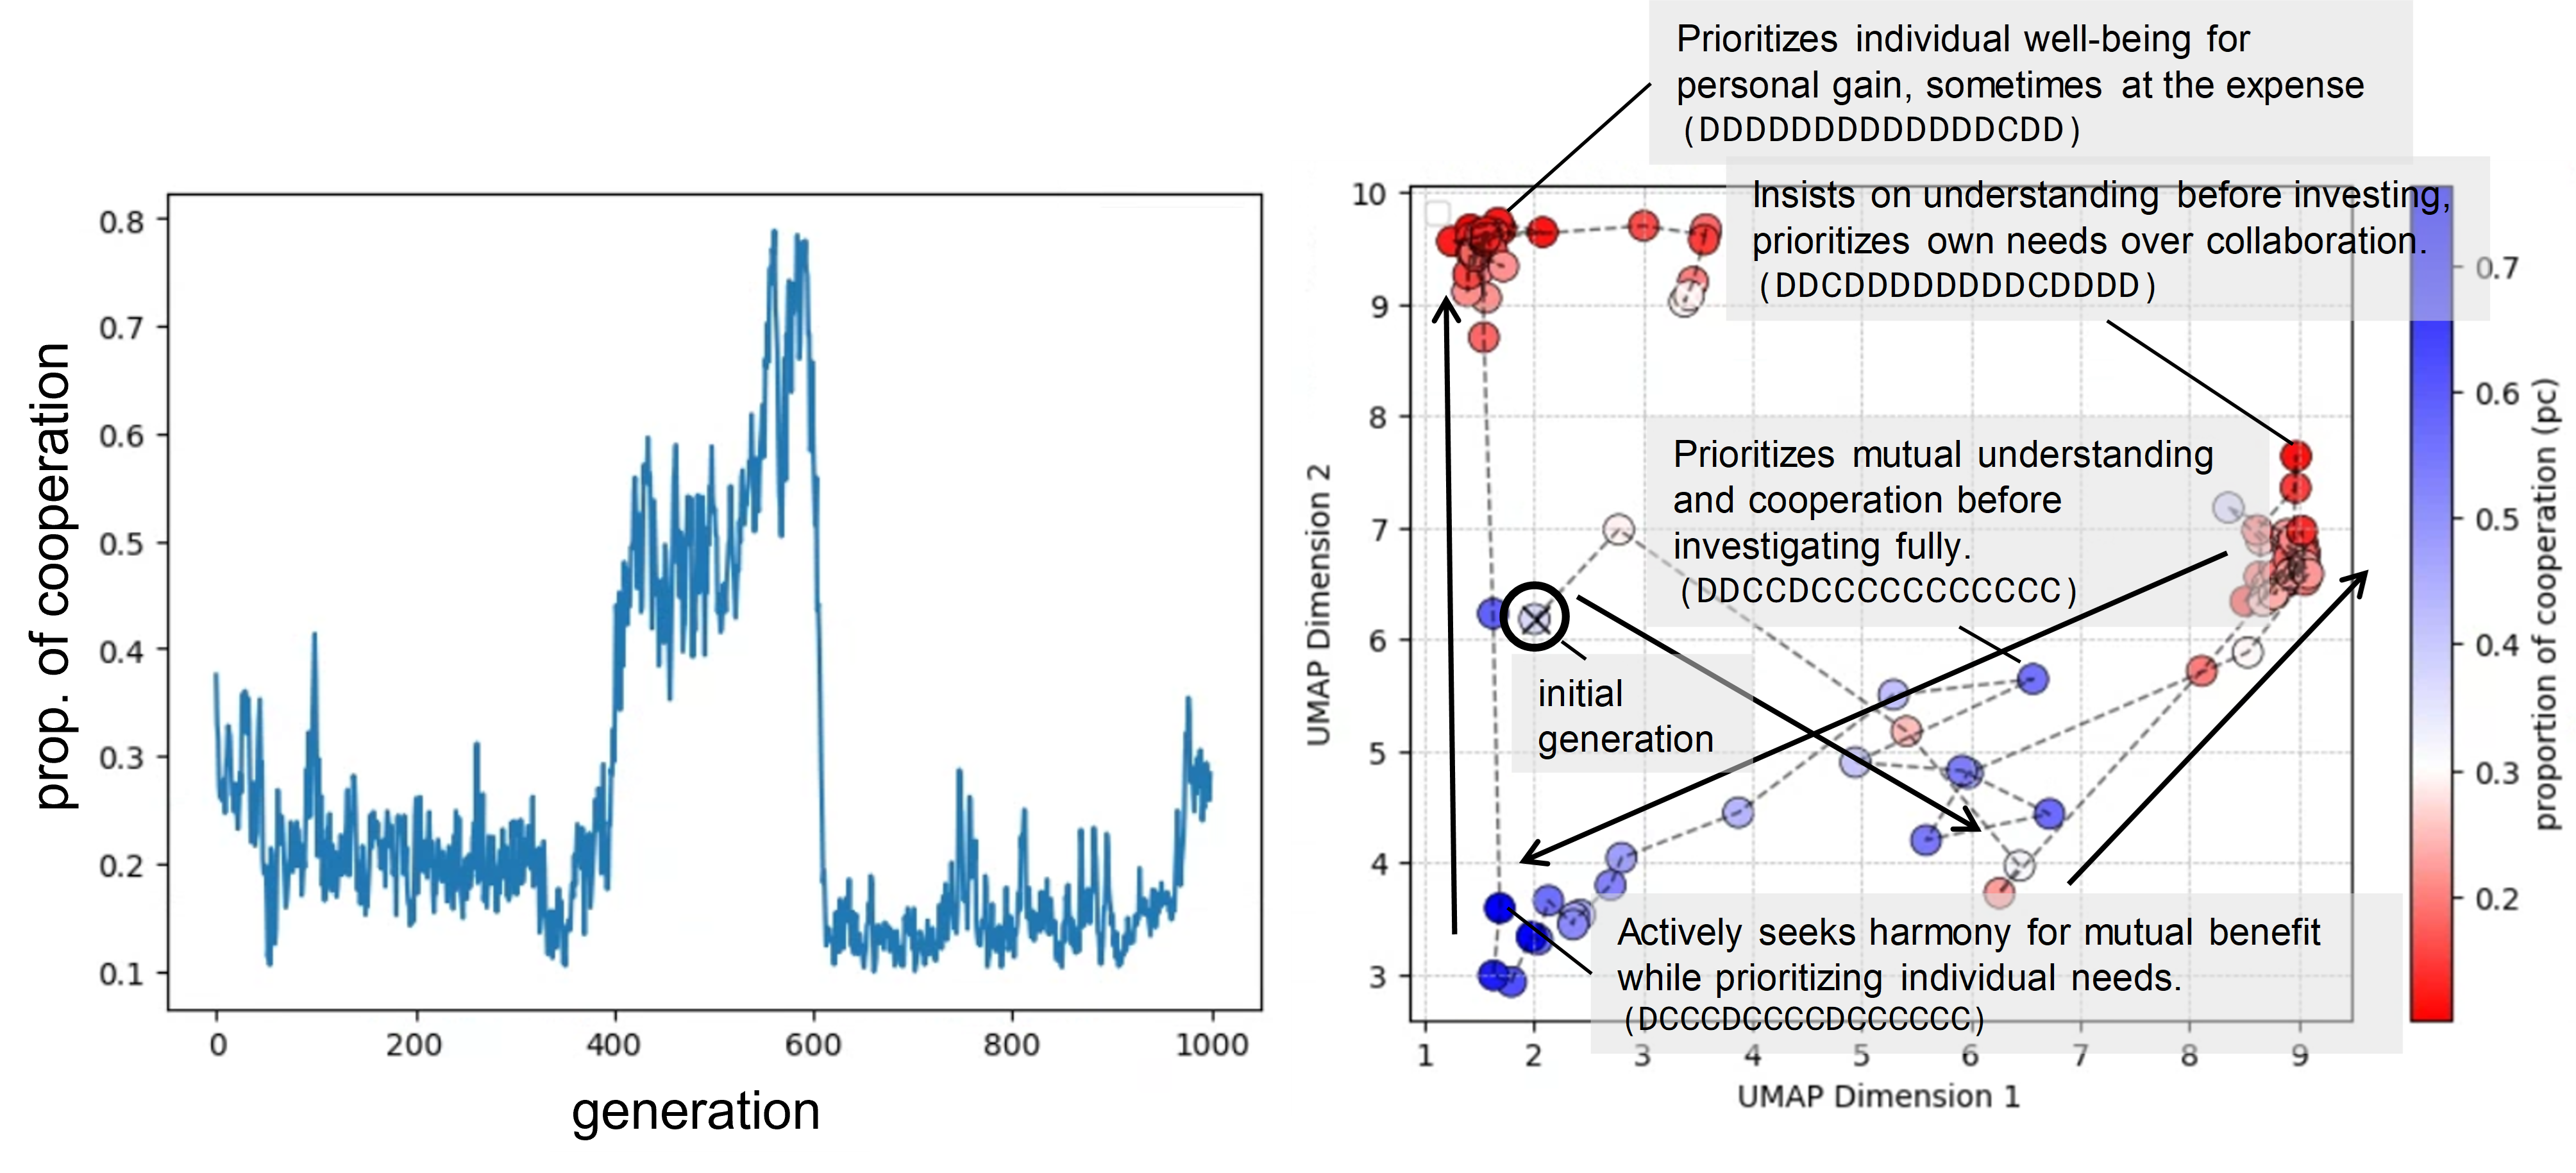 prop. of cooperation
0.8
0.7
0.6
0.5
0.4
0.3
0.2
0.1
0 200 400 600 800 1000
generation
Prioritizes individual well-being for
personal gain, sometimes at the expense
(DDDDDDDDDDDDDCDD)
Insists on understanding before investing,
prioritizes own needs over collaboration.
(DDCDDDDDDDDCDDDD)
Prioritizes mutual understanding
and cooperation before
investigating fully.
(DDCCDCCCCCCCCCCC)
initial
generation
Actively seeks harmony for mutual benefit
while prioritizing individual needs.
(DCCCDCCCCDCCCCCC)
UMAP Dimension 2
10
9
8
7
6
5
4
3
1 2 3 4 5 6 7 8 9
UMAP Dimension 1
0.7
0.6
0.5
0.4
0.3
0.2
proportion of cooperation (pc)